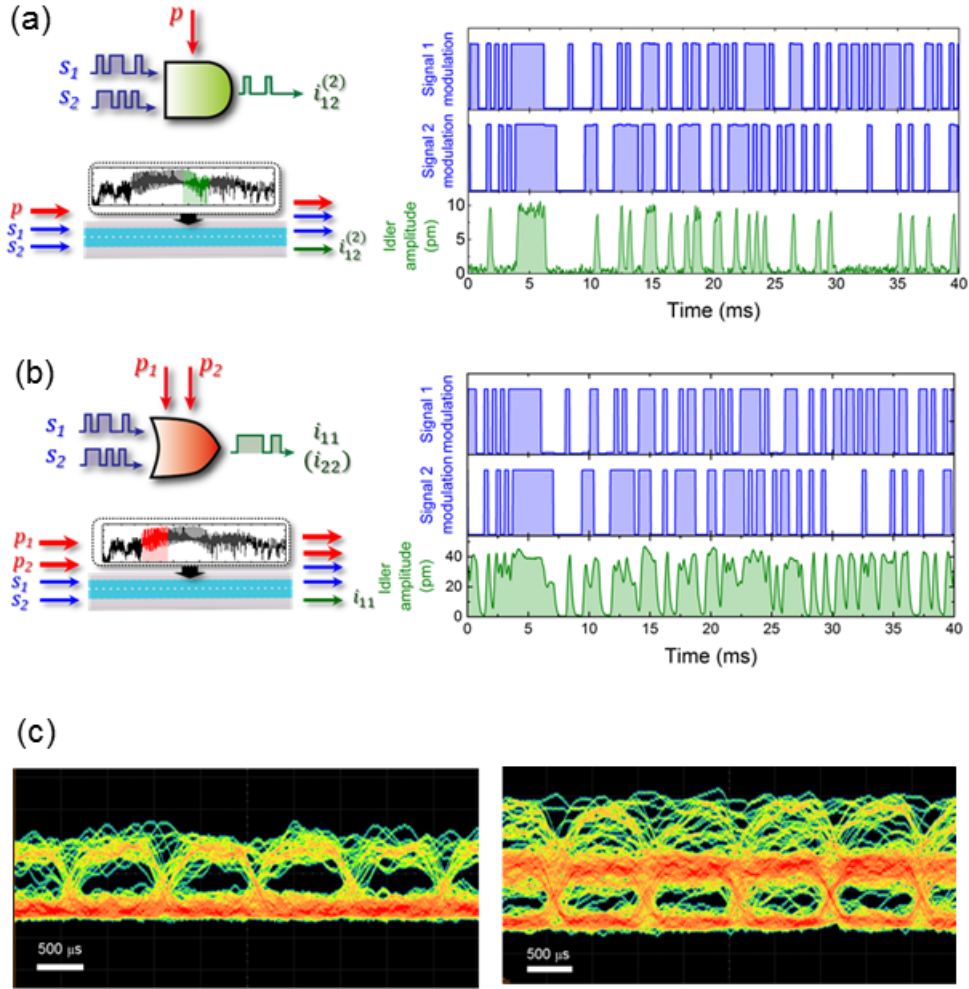 (a)
p
s₁
s₂
i₁₂⁽²⁾
p
s₁
s₂
i₁₂⁽²⁾
Signal 1
modulation
Signal 2
modulation
Idler
amplitude
(pm)
10
5
0
0 5 10 15 20 25 30 35 40
Time (ms)
(b)
p₁ p₂
s₁
s₂
i₁₁
(i₂₂)
p₁
p₂
s₁
s₂
i₁₁
Signal 1
modulation
Signal 2
modulation
Idler
amplitude
(pm)
40
20
0
0 5 10 15 20 25 30 35 40
Time (ms)
(c)
500 μs
500 μs